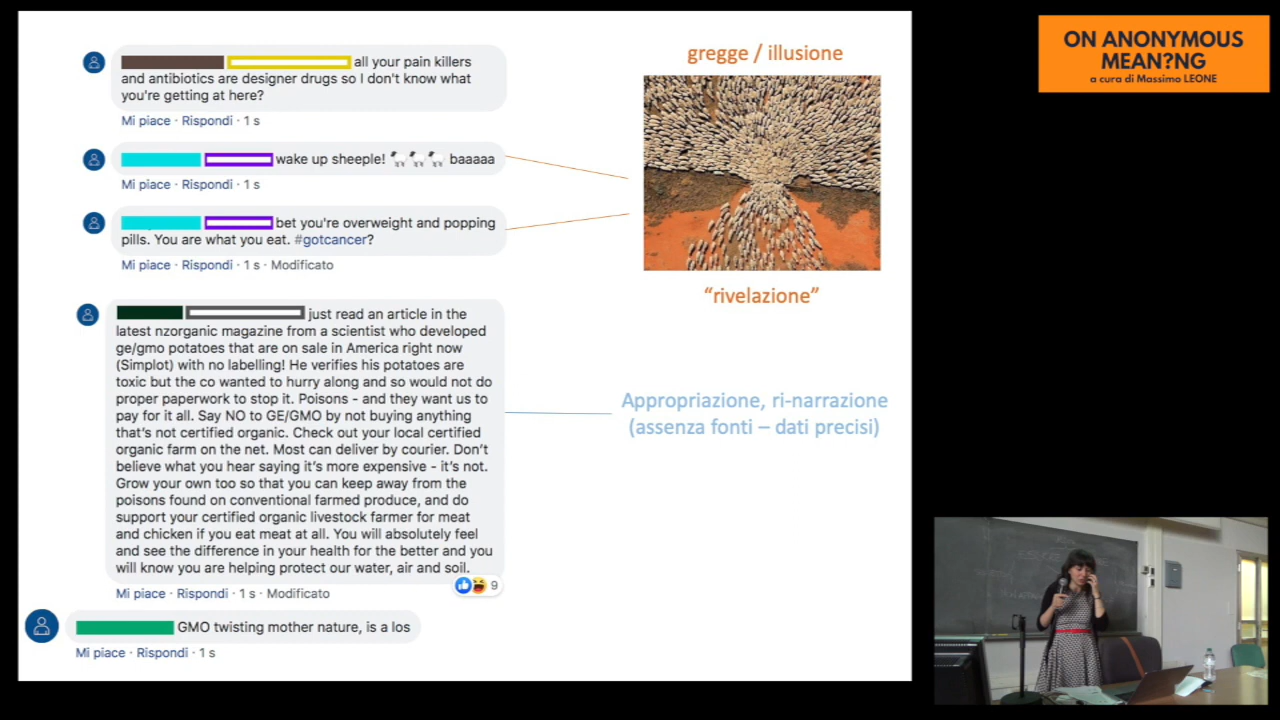 all your pain killers
and antibiotics are designer drugs so I don't know what
you're getting at here?
Mi piace · Rispondi · 1 s
wake up sheeple! 🐑🐑🐑 baaaaa
Mi piace · Rispondi · 1 s
bet you're overweight and popping
pills. You are what you eat. #gotcancer?
Mi piace · Rispondi · 1 s · Modificato
just read an article in the
latest nzorganic magazine from a scientist who developed
ge/gmo potatoes that are on sale in America right now
(Simplot) with no labelling! He verifies his potatoes are
toxic but the co wanted to hurry along and so would not do
proper paperwork to stop it. Poisons - and they want us to
pay for it all. Say NO to GE/GMO by not buying anything
that's not certified organic. Check out your local certified
organic farm on the net. Most can deliver by courier. Don't
believe what you hear saying it's more expensive - it's not.
Grow your own too so that you can keep away from the
poisons found on conventional farmed produce, and do
support your certified organic livestock farmer for meat
and chicken if you eat meat at all. You will absolutely feel
and see the difference in your health for the better and you
will know you are helping protect our water, air and soil.
9
Mi piace · Rispondi · 1 s · Modificato
GMO twisting mother nature, is a los
Mi piace · Rispondi · 1 s
gregge / illusione
"rivelazione"
Appropriazione, ri-narrazione
(assenza fonti – dati precisi)
ON ANONYMOUS
MEAN?NG
a cura di Massimo LEONE